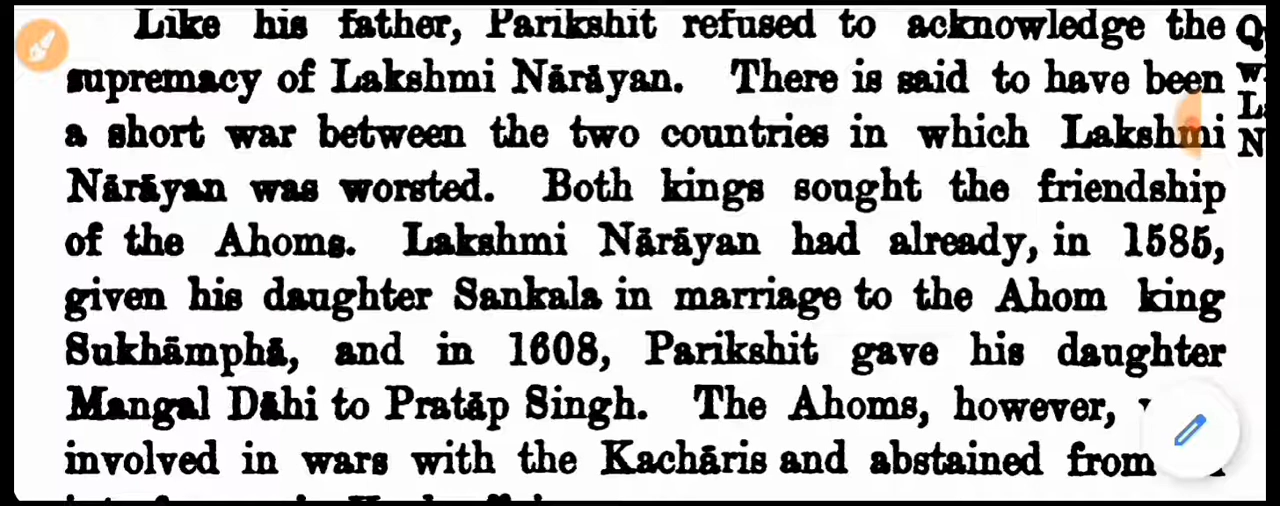 Like his father, Parikshit refused to acknowledge the
supremacy of Lakshmi Nārāyan. There is said to have been
a short war between the two countries in which Lakshmi
Nārāyan was worsted. Both kings sought the friendship
of the Ahoms. Lakshmi Nārāyan had already, in 1585,
given his daughter Sankala in marriage to the Ahom king
Sukhāmphā, and in 1608, Parikshit gave his daughter
Mangal Dāhi to Pratāp Singh. The Ahoms, however,
involved in wars with the Kachāris and abstained from